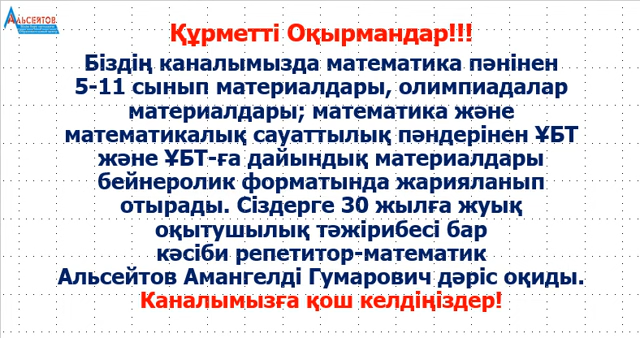 АЛЬСЕЙТОВ
Құрметті Оқырмандар!!!
Біздің каналымызда математика пәнінен
5-11 сынып материалдары, олимпиадалар
материалдары; математика және
математикалық сауаттылық пәндерінен ҰБТ
және ҰБТ-ға дайындық материалдары
бейнеролик форматында жарияланып
отырады. Сіздерге 30 жылға жуық
оқытушылық тәжірибесі бар
кәсіби репетитор-математик
Альсейтов Амангелді Гумарович дәріс оқиды.
Каналымызға қош келдіңіздер!